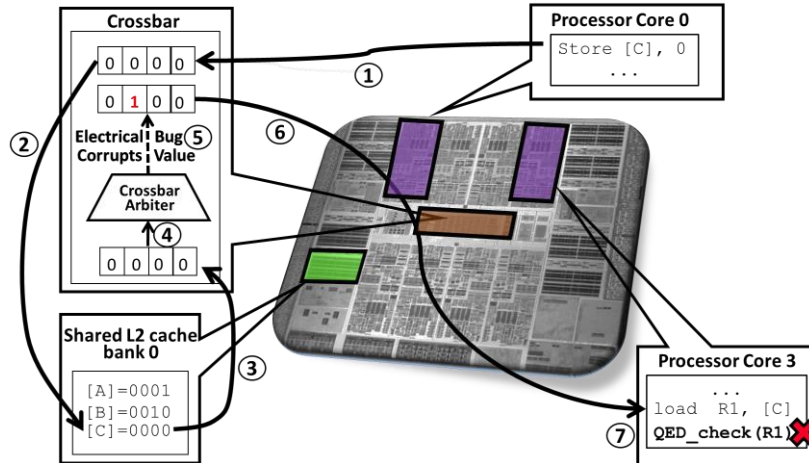 Crossbar
0 0 0 0
0 1 0 0
② Electrical Bug ⑤
Corrupts Value
Crossbar
Arbiter
④
0 0 0 0
①
⑥
Processor Core 0
Store [C], 0
...
Shared L2 cache
bank 0
[A]=0001
[B]=0010
[C]=0000
③
Processor Core 3
...
load R1, [C]
⑦ QED_check(R1)